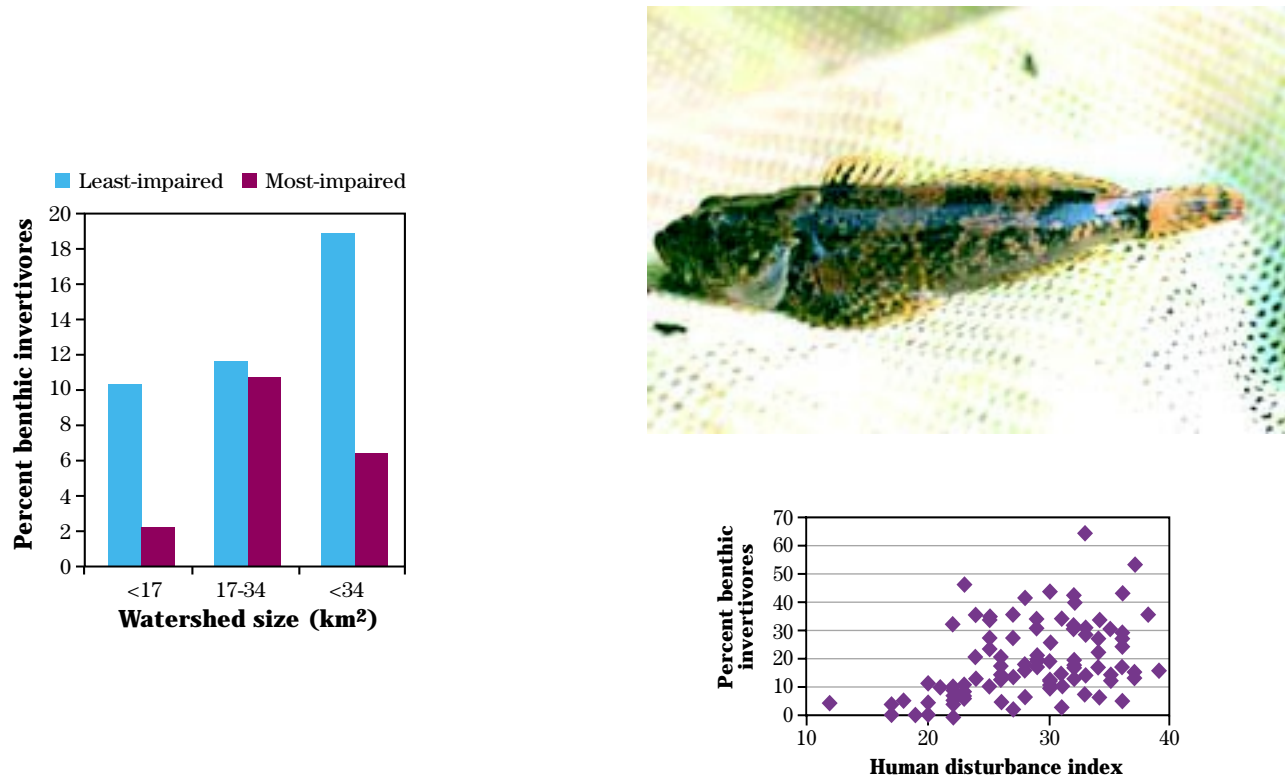 Least-impaired Most-impaired
Percent benthic invertivores
20
18
16
14
12
10
8
6
4
2
0
<17 17-34 <34
Watershed size (km²)
Percent benthic
invertivores
70
60
50
40
30
20
10
0
10 20 30 40
Human disturbance index